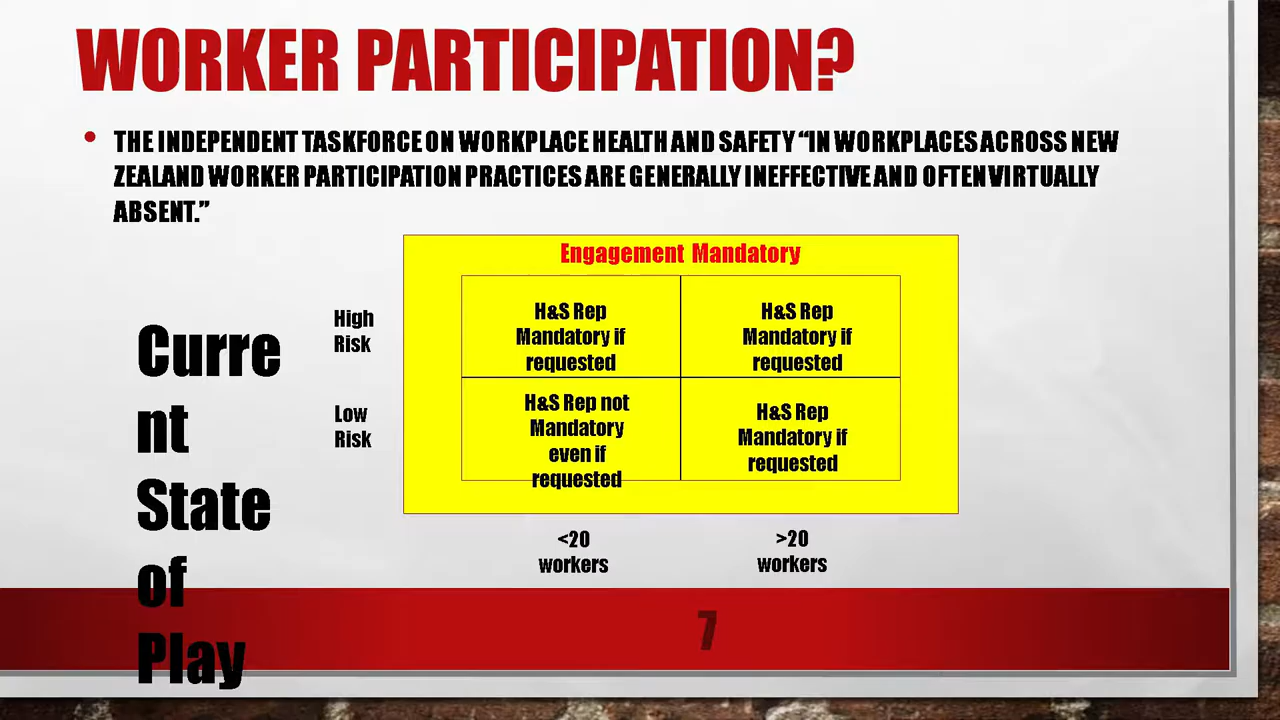 WORKER PARTICIPATION?
• THE INDEPENDENT TASKFORCE ON WORKPLACE HEALTH AND SAFETY “IN WORKPLACES ACROSS NEW
ZEALAND WORKER PARTICIPATION PRACTICES ARE GENERALLY INEFFECTIVE AND OFTEN VIRTUALLY
ABSENT.”
Curre
nt
State
of
Play
Engagement Mandatory
High
Risk
H&S Rep
Mandatory if
requested
H&S Rep
Mandatory if
requested
Low
Risk
H&S Rep not
Mandatory
even if
requested
H&S Rep
Mandatory if
requested
<20
workers
>20
workers
7